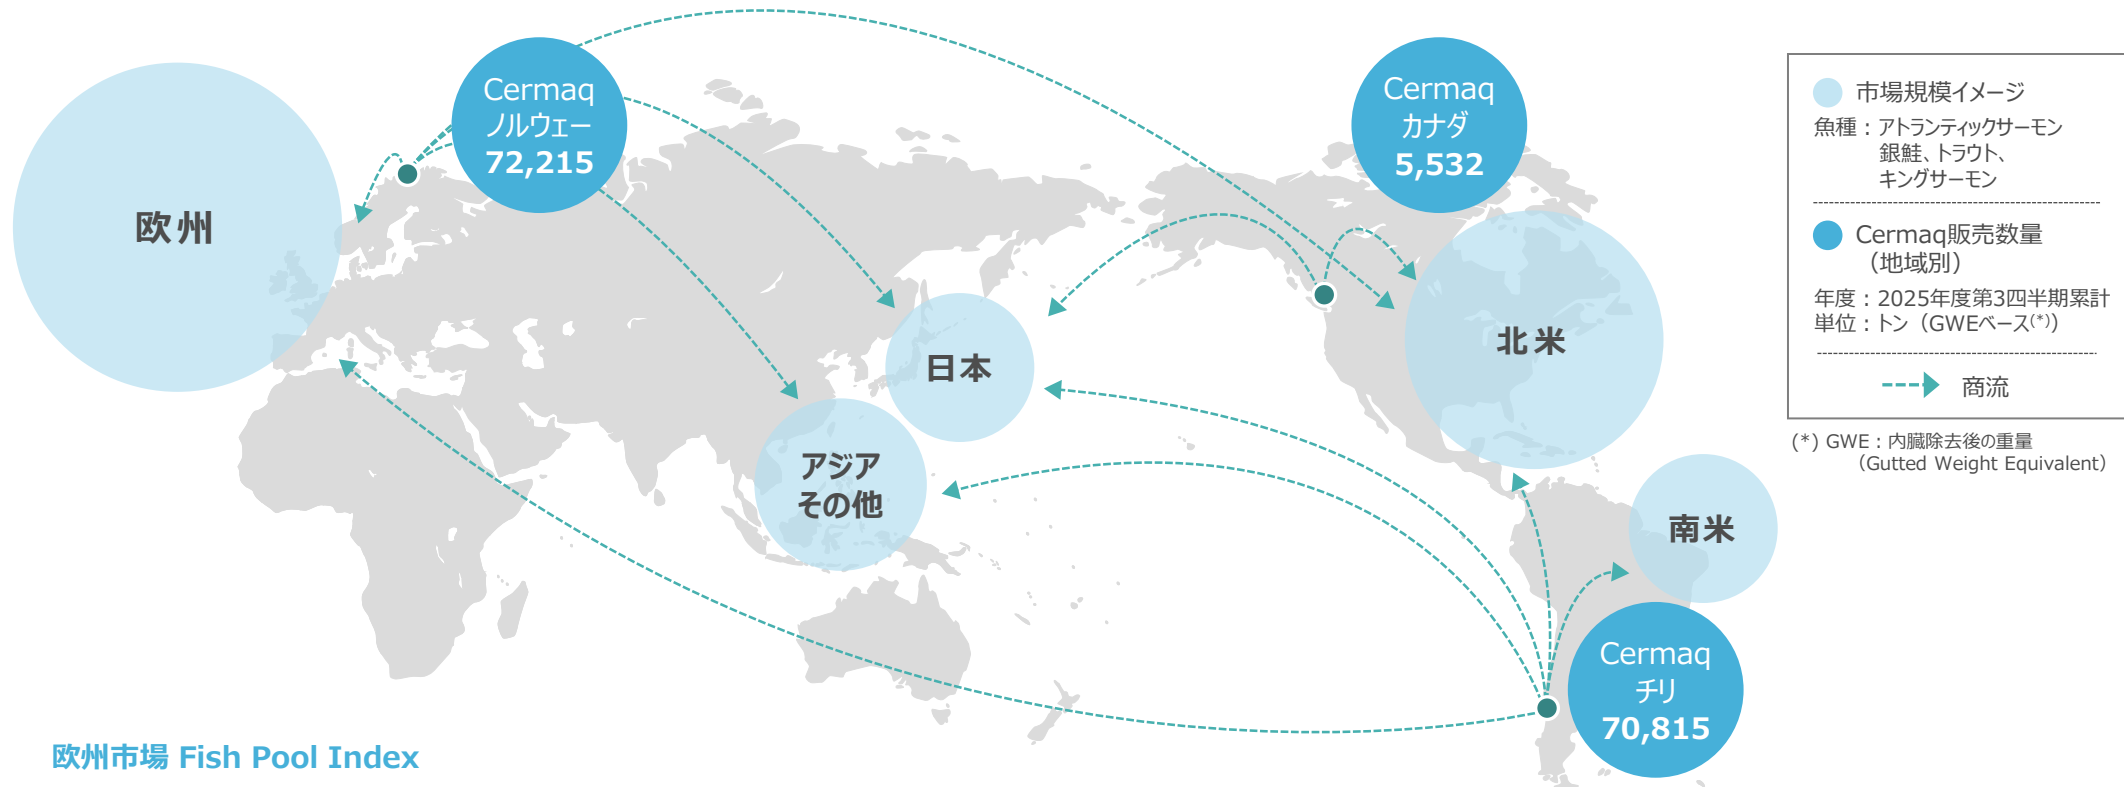 Cermaq
ノルウェー
72,215
Cermaq
カナダ
5,532
欧州
北米
日本
アジア
その他
南米
Cermaq
チリ
70,815
市場規模イメージ
魚種：アトランティックサーモン
銀鮭、トラウト、
キングサーモン
Cermaq販売数量
（地域別）
年度：2025年度第3四半期累計
単位：トン（GWEベース(*)）
商流
(*) GWE：内臓除去後の重量
（Gutted Weight Equivalent）
欧州市場 Fish Pool Index